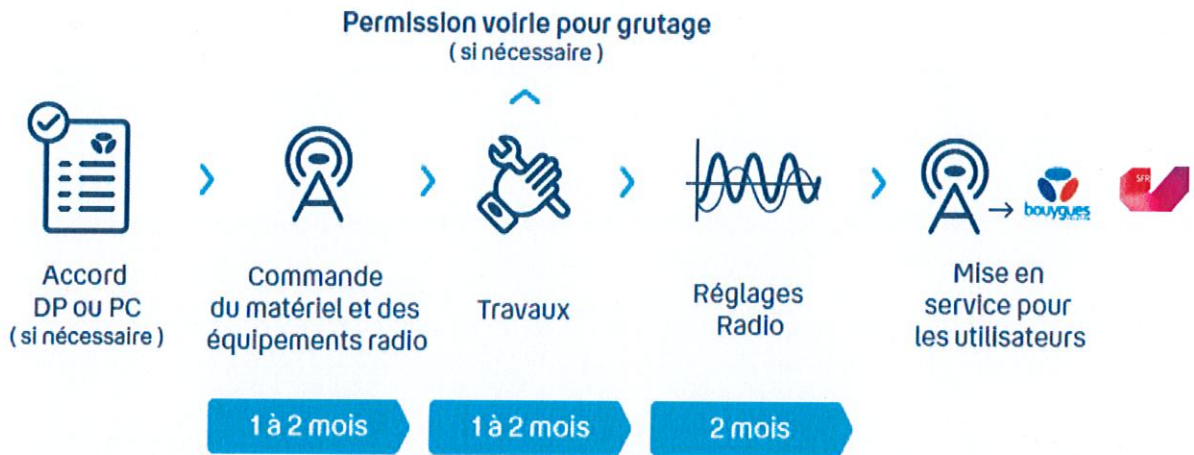 Permission voirie pour grutage
( si nécessaire )
Accord
DP ou PC
( si nécessaire )
Commande
du matériel et des
équipements radio
Travaux
Réglages
Radio
bouygues
SFR
Mise en
service pour
les utilisateurs
1 à 2 mois
1 à 2 mois
2 mois